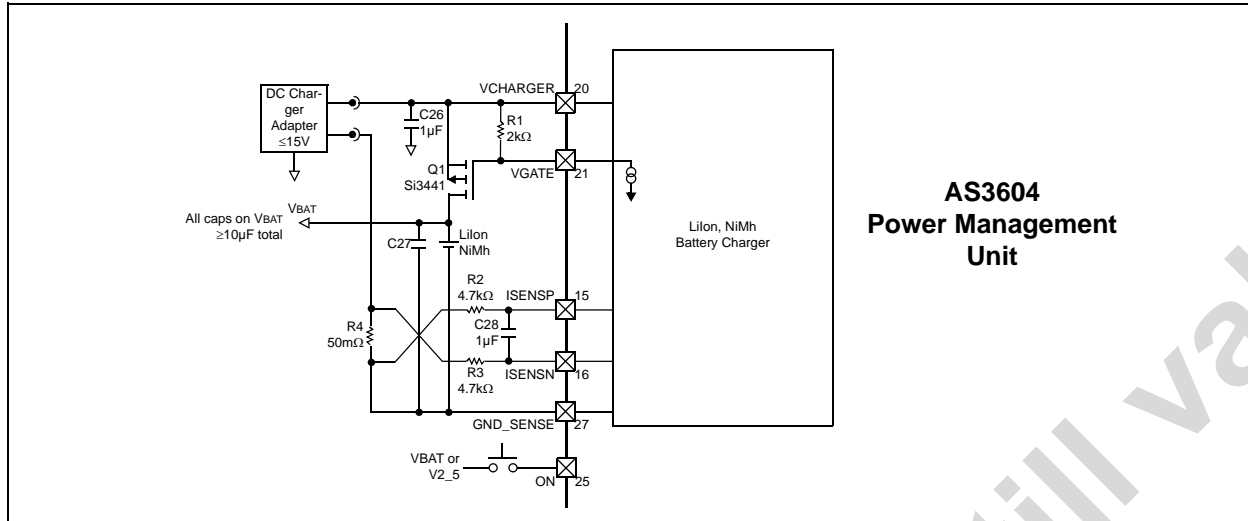 DC Char-
ger
Adapter
≤15V
C26
1µF
VCHARGER
20
R1
2kΩ
Q1
Si3441
VGATE
21
All caps on VBAT
≥10µF total
VBAT
C27
LiIon
NiMh
LiIon, NiMh
Battery Charger
AS3604
Power Management
Unit
R2
4.7kΩ
ISENSP
15
R4
50mΩ
C28
1µF
R3
4.7kΩ
ISENSN
16
GND_SENSE
27
VBAT or
V2_5
ON
25
till va